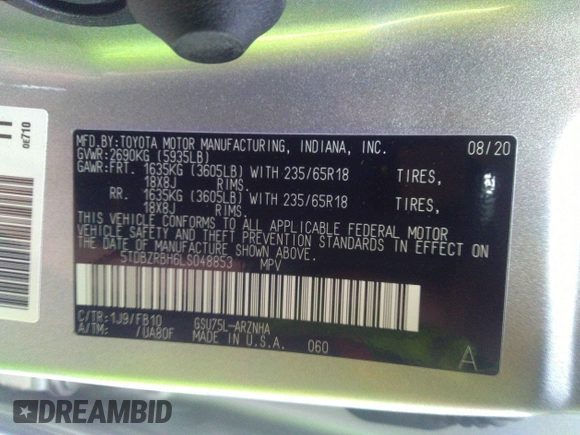 MFD.BY:TOYOTA MOTOR MANUFACTURING, INDIANA, INC. 08/20
GVWR:2690KG (5935LB)
GAWR:FRT. 1635KG (3605LB) WITH 235/65R18 TIRES,
18X8J RIMS.
RR. 1635KG (3605LB) WITH 235/65R18 TIRES,
18X8J RIMS.
THIS VEHICLE CONFORMS TO ALL APPLICABLE FEDERAL MOTOR
VEHICLE SAFETY AND THEFT PREVENTION STANDARDS IN EFFECT
ON THE DATE OF MANUFACTURE SHOWN ABOVE.
5TDBZRBH6LS048853 MPV
C/TR:1J9/FB10 GSU75L-ARZNHA
A/TM: /UA80F MADE IN U.S.A. 060
A
0E710
DREAMBID